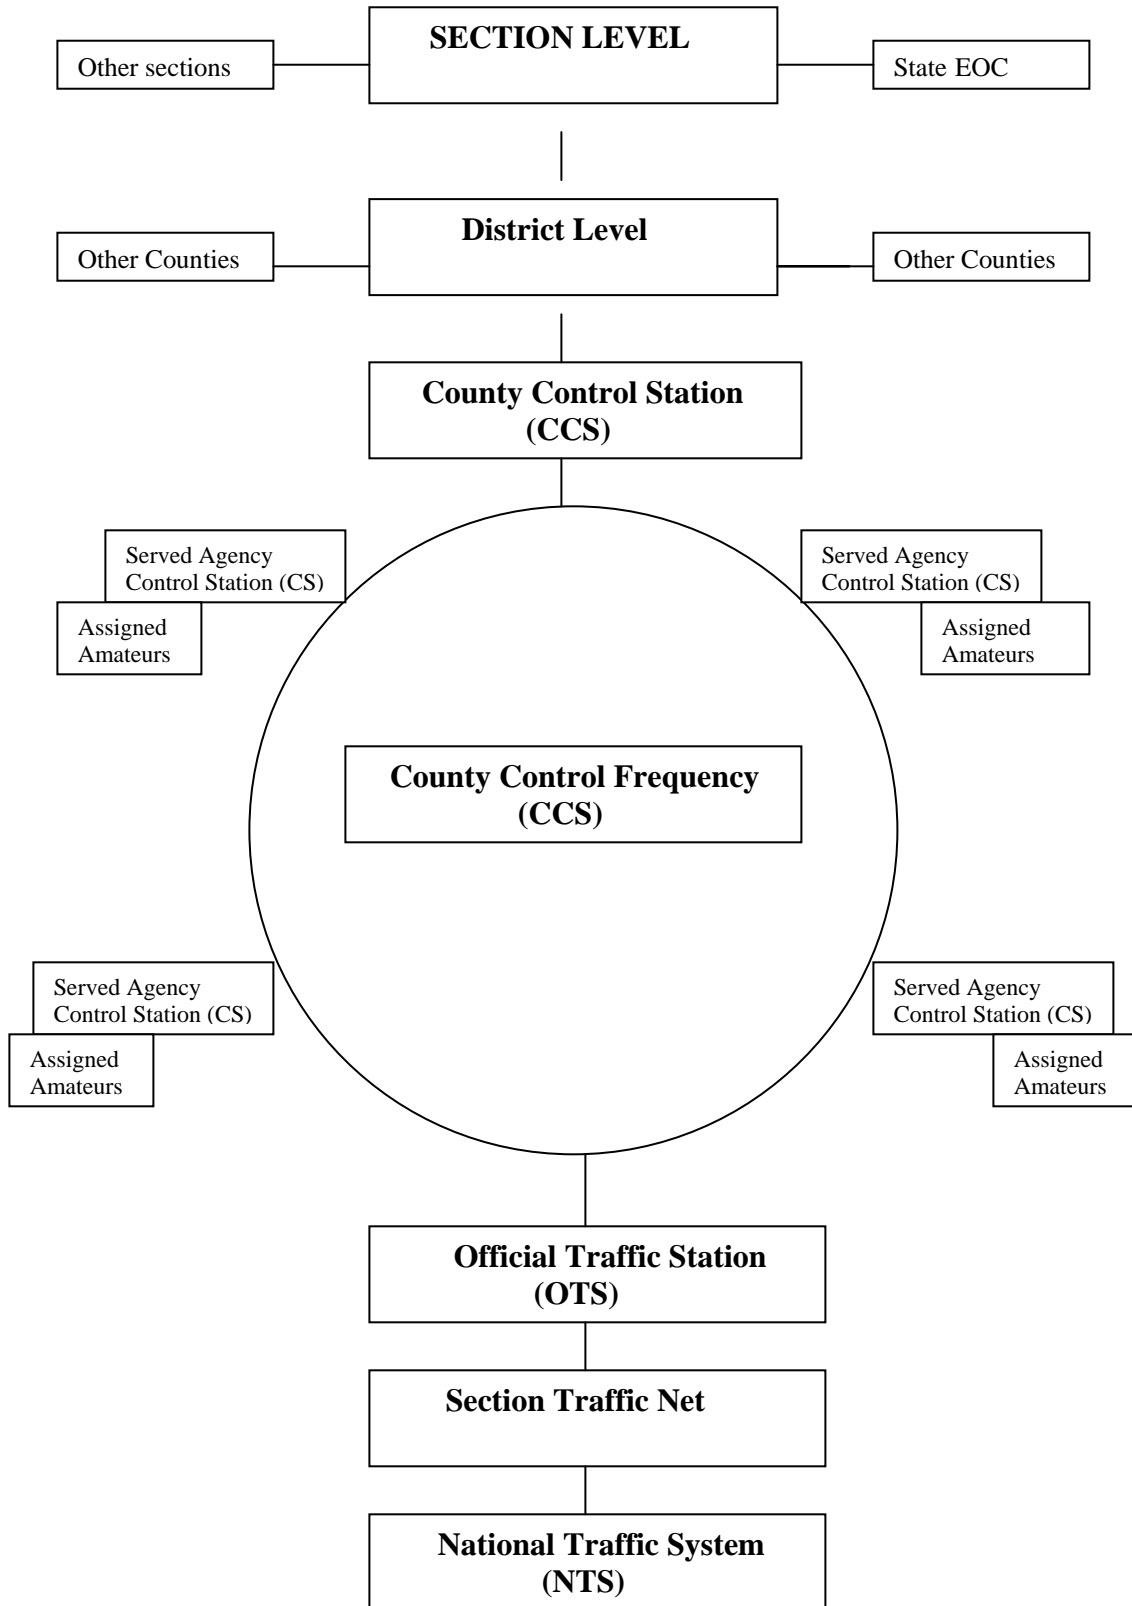 SECTION LEVEL
Other sections
State EOC
District Level
Other Counties
Other Counties
County Control Station
(CCS)
Served Agency
Control Station (CS)
Assigned
Amateurs
Served Agency
Control Station (CS)
Assigned
Amateurs
County Control Frequency
(CCS)
Served Agency
Control Station (CS)
Assigned
Amateurs
Served Agency
Control Station (CS)
Assigned
Amateurs
Official Traffic Station
(OTS)
Section Traffic Net
National Traffic System
(NTS)